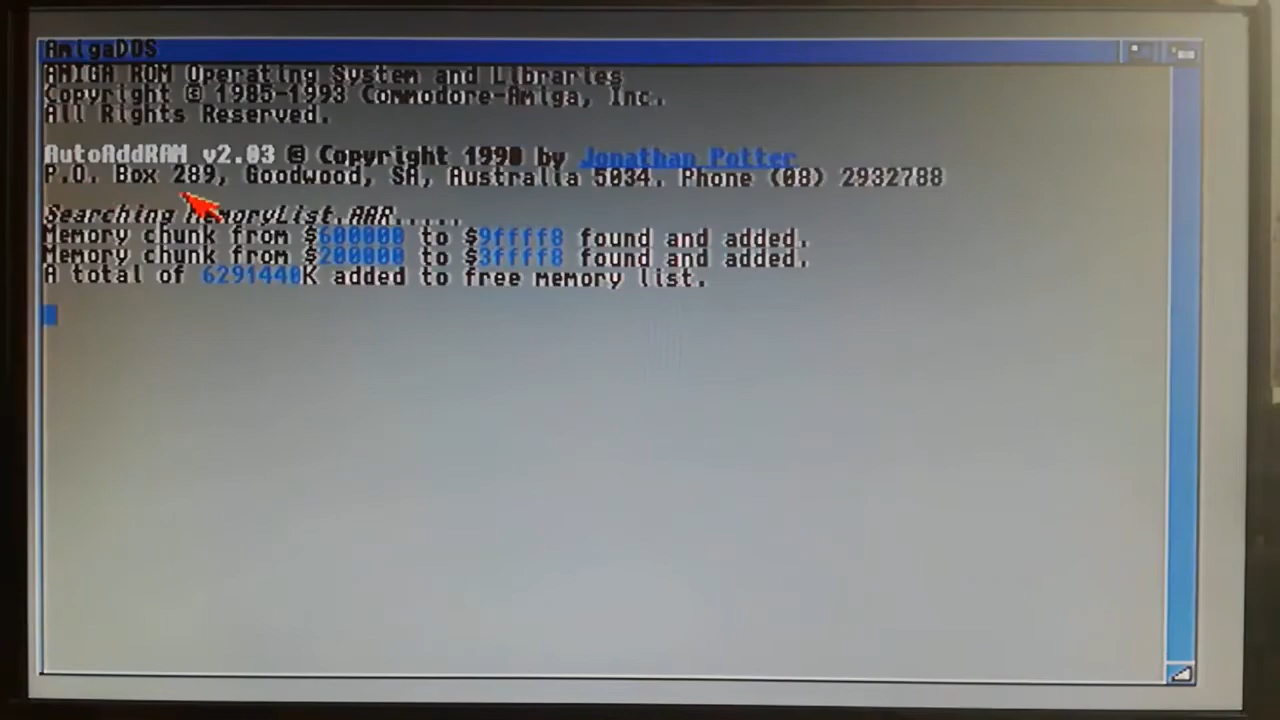 AmigaDOS
AMIGA ROM Operating System and Libraries
Copyright © 1985-1993 Commodore-Amiga, Inc.
All Rights Reserved.
AutoAddRAM v2.03 © Copyright 1990 by Jonathan Potter
P.O. Box 289, Goodwood, SA, Australia 5034. Phone (08) 2932788
Searching MemoryList.AAR.....
Memory chunk from $600000 to $9ffff8 found and added.
Memory chunk from $200000 to $3ffff8 found and added.
A total of 6291440K added to free memory list.